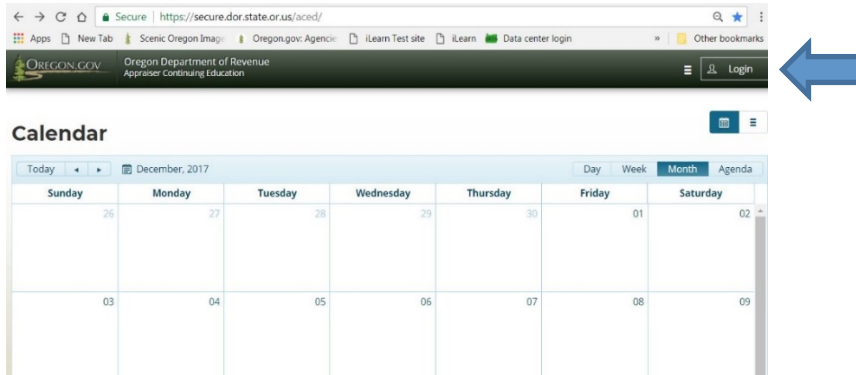 Secure | https://secure.dor.state.or.us/aced/
Apps New Tab Scenic Oregon Image Oregon.gov: Agencie iLearn Test site iLearn Data center login » Other bookmarks
OREGON.GOV Oregon Department of Revenue Login
Appraiser Continuing Education
Calendar
Today December, 2017 Day Week Month Agenda
Sunday Monday Tuesday Wednesday Thursday Friday Saturday
26 27 28 29 30 01 02
03 04 05 06 07 08 09